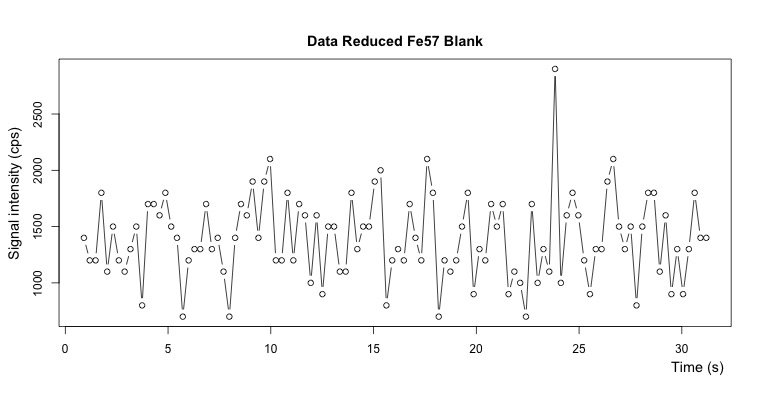 Data Reduced Fe57 Blank
Signal intensity (cps)
2500
2000
1500
1000
0 5 10 15 20 25 30
Time (s)